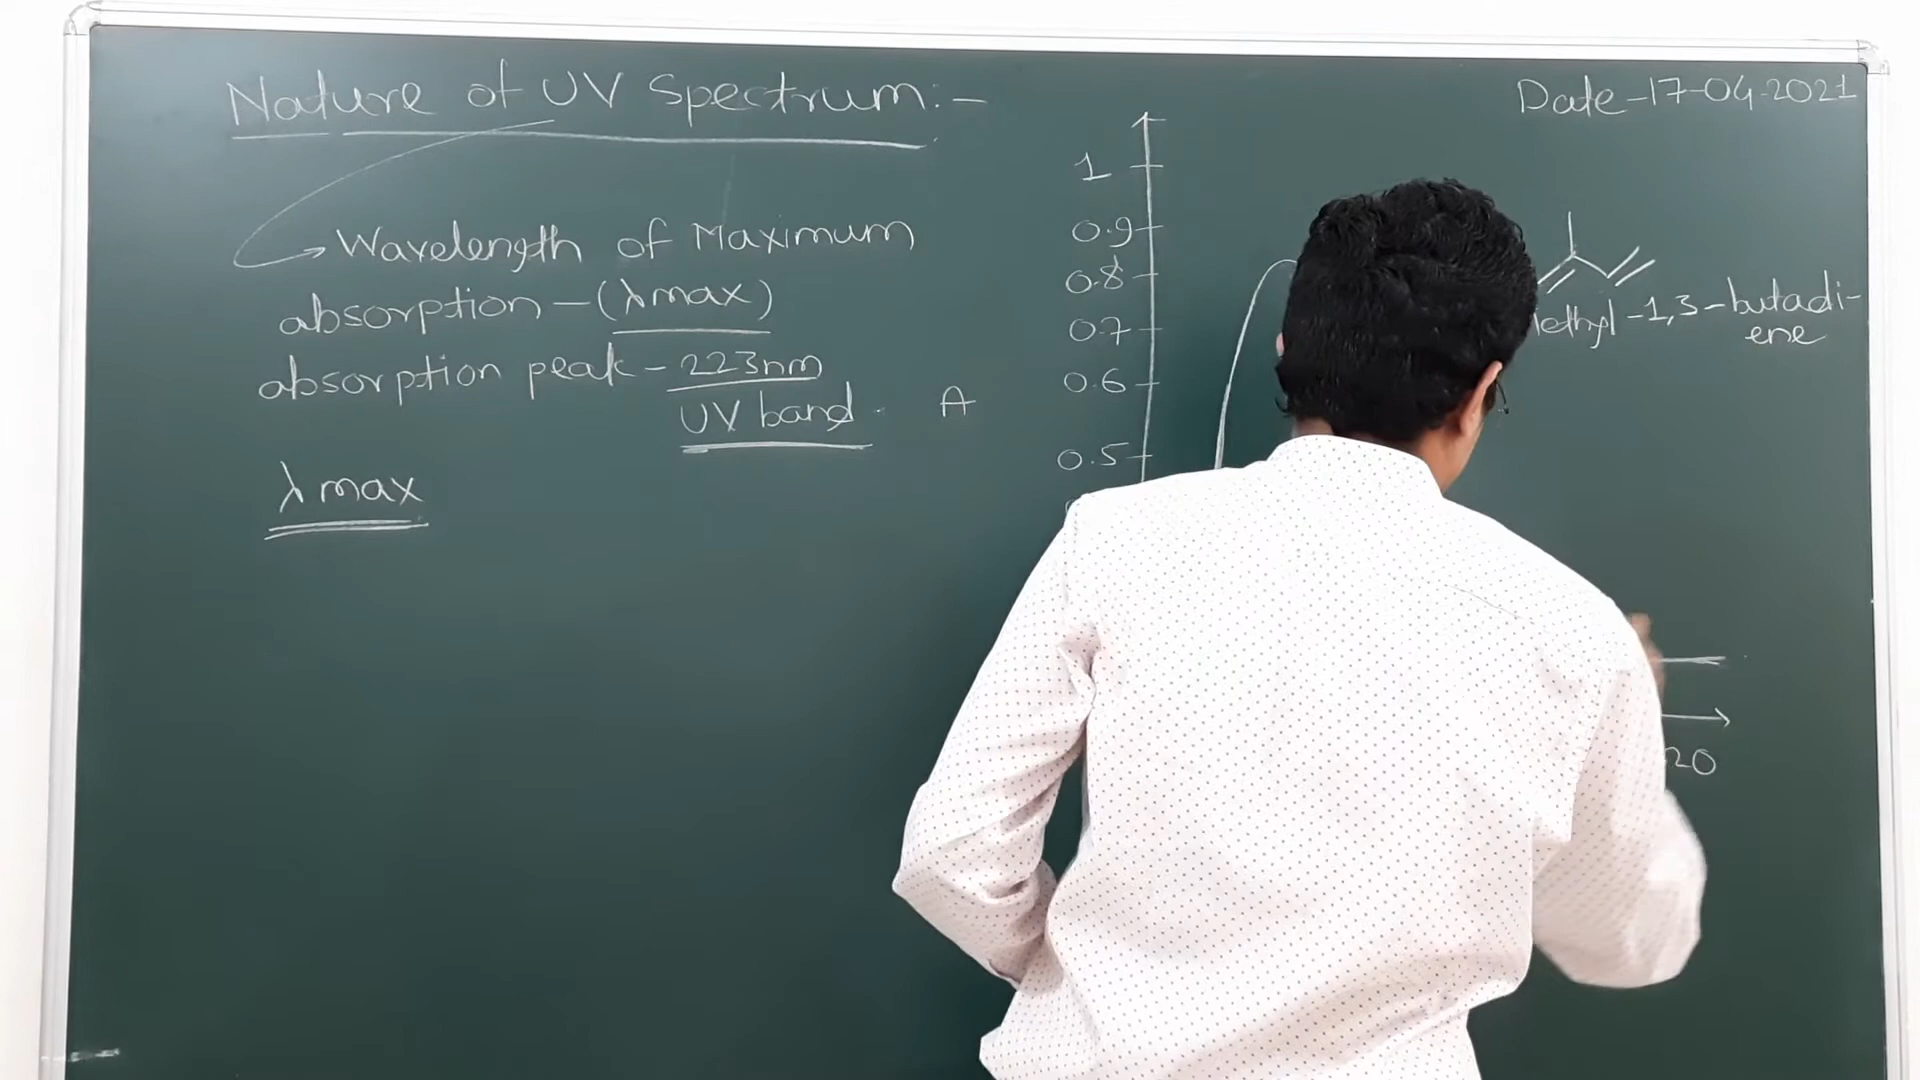 Nature of UV Spectrum:-
Date-17-04-2021
Wavelength of Maximum
absorption-(λmax)
absorption peak-223nm
UV band.
λmax
A
1
0.9
0.8
0.7
0.6
0.5
-1,3-butadi-
ene
20